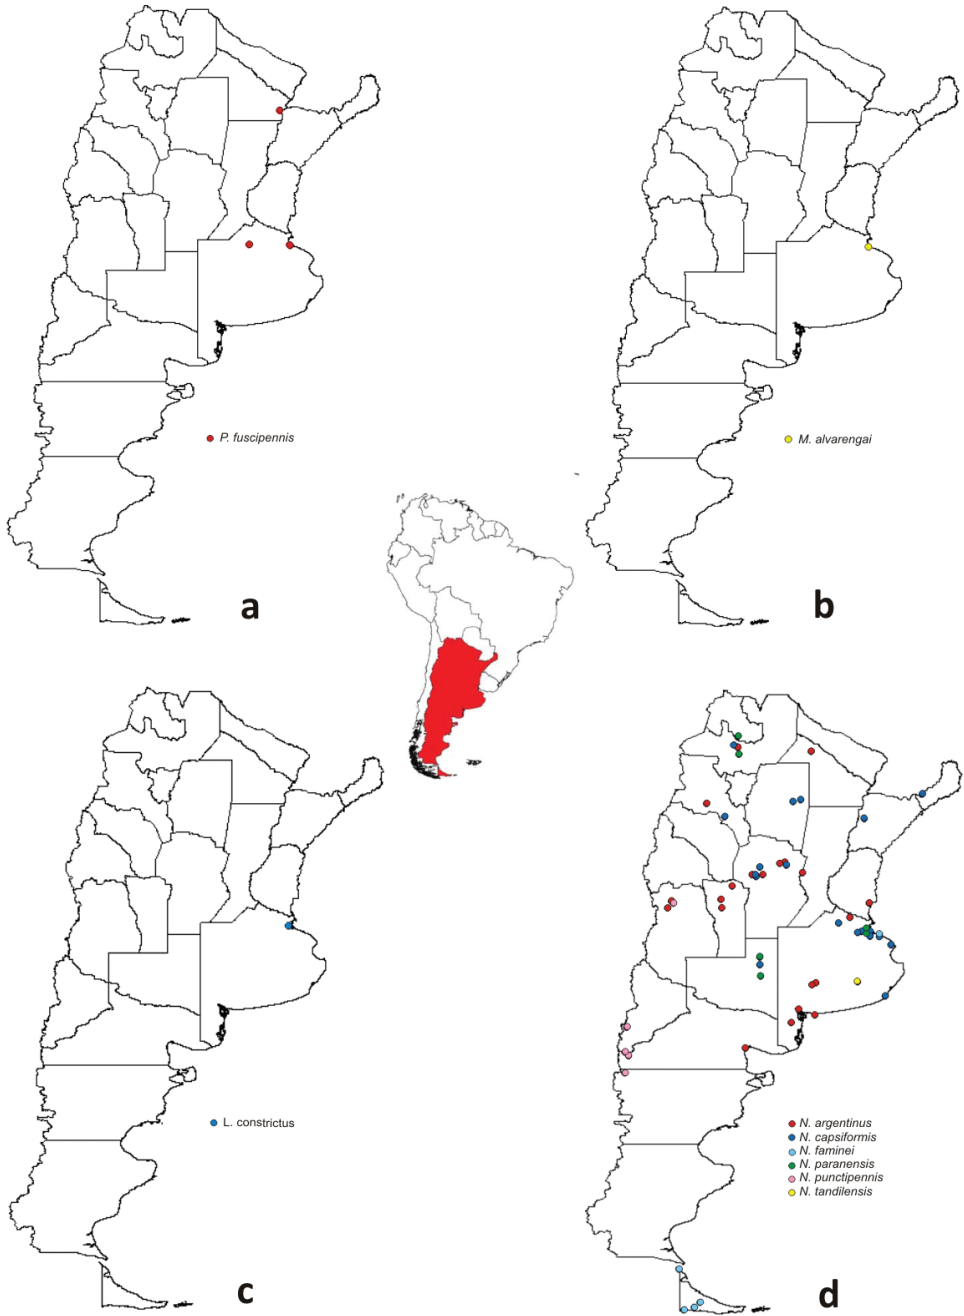 P. fuscipennis
M. alvarengai
a
b
L. constrictus
N. argentinus
N. capsiformis
N. faminei
N. paranensis
N. punctipennis
N. tandilensis
c
d